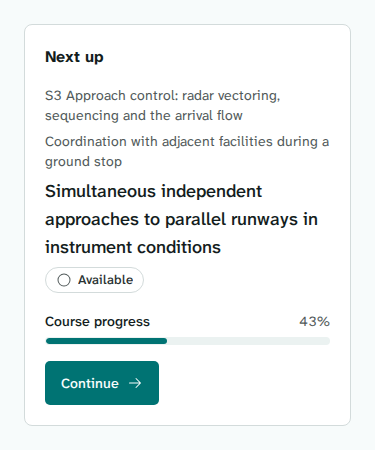 Next up
S3 Approach control: radar vectoring,
sequencing and the arrival flow
Coordination with adjacent facilities during a
ground stop
Simultaneous independent
approaches to parallel runways in
instrument conditions
Available
Course progress 43%
Continue →